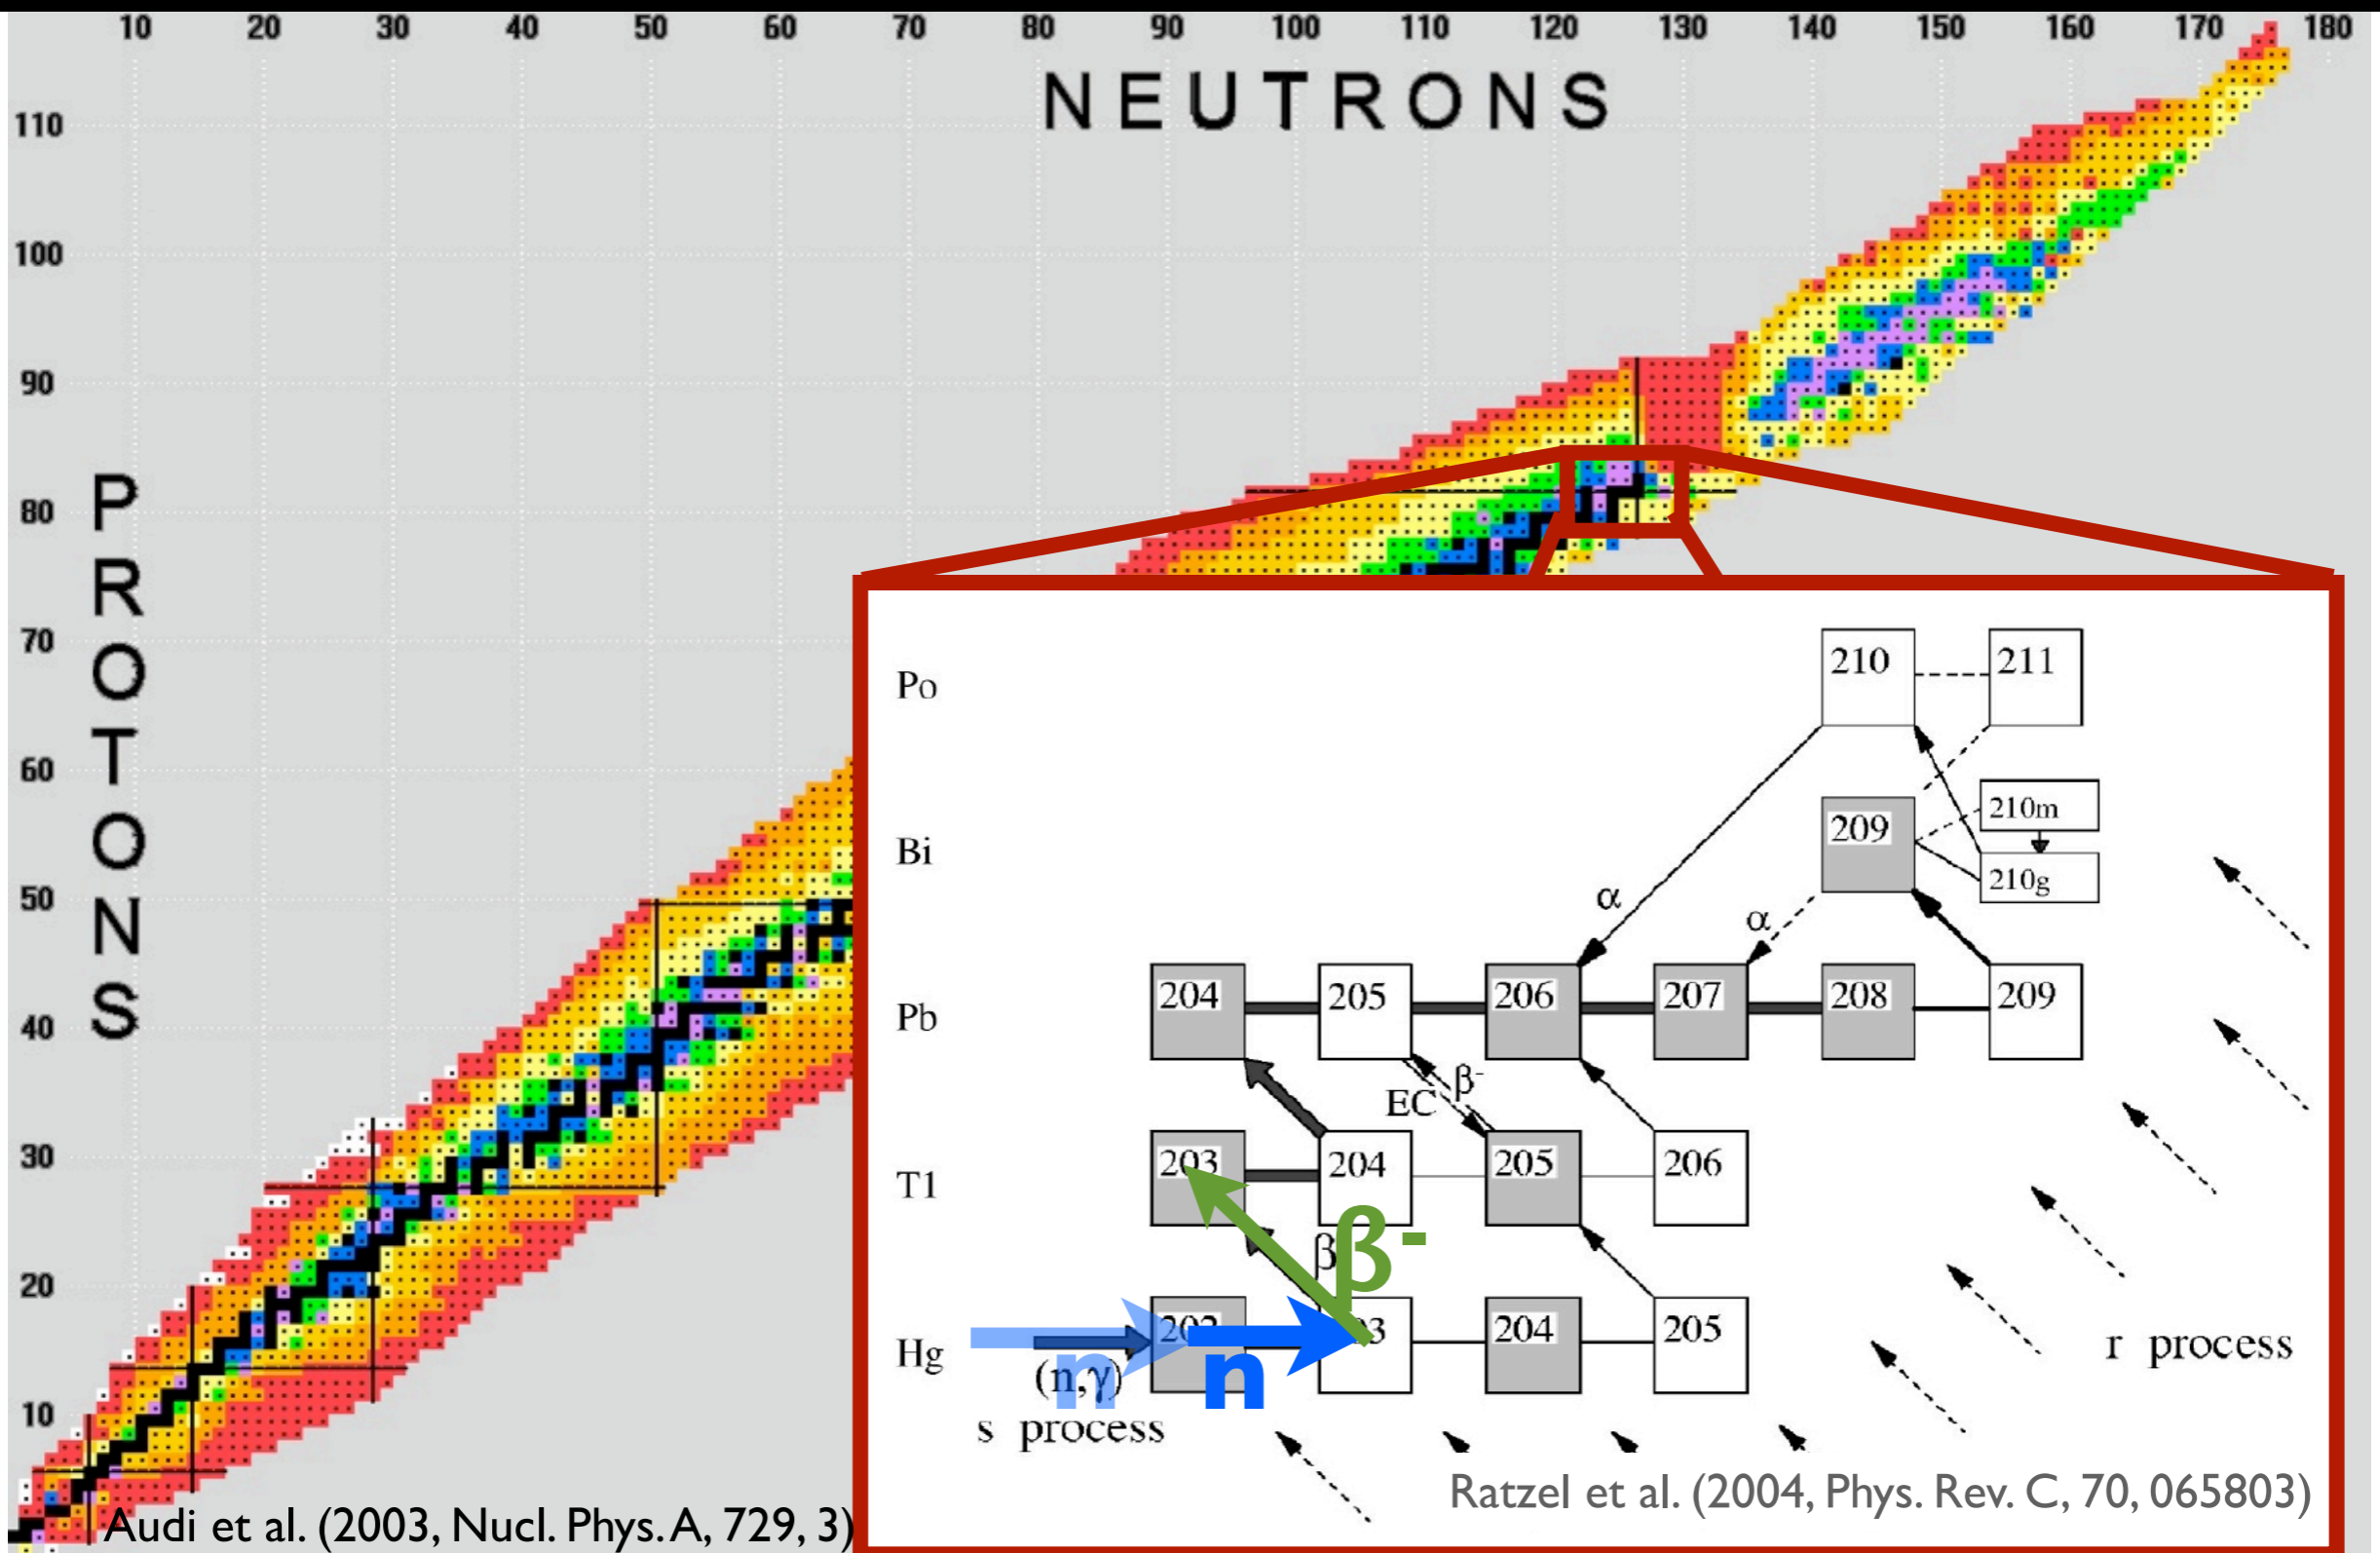 10 20 30 40 50 60 70 80 90 100 110 120 130 140 150 160 170 180
NEUTRONS
110
100
90
80
70
60
50
40
30
20
10
PROTONS
Po
210
211
Bi
209
210m
210g
α
α
Pb
204
205
206
207
208
209
EC
β-
Tl
203
204
205
206
β
β-
Hg
202
3
204
205
(n,γ)
n
n
s process
r process
Ratzel et al. (2004, Phys. Rev. C, 70, 065803)
Audi et al. (2003, Nucl. Phys. A, 729, 3)